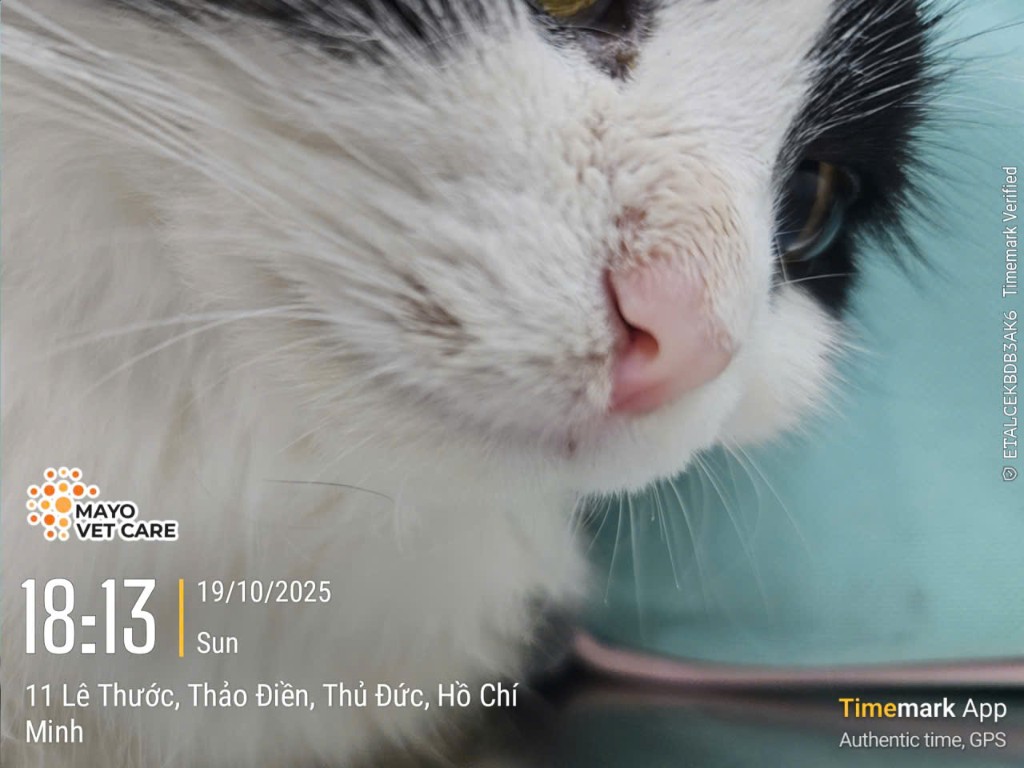 MAYO
VET CARE
18:13
19/10/2025
Sun
11 Lê Thước, Thảo Điền, Thủ Đức, Hồ Chí
Minh
Timemark App
Authentic time, GPS
EIALCEKBDB3AK6 Timemark Verified